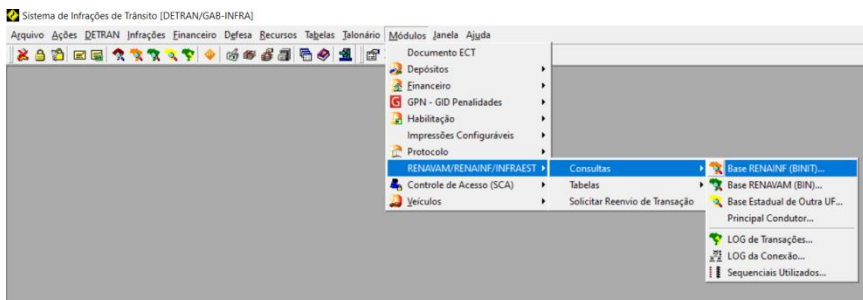 Sistema de Infrações de Trânsito [DETRAN/GAB-INFRA]
Arquivo Ações DETRAN Infrações Financeiro Defesa Recursos Tabelas Talonário Módulos Janela Ajuda
Documento ECT
Depósitos
Financeiro
GPN - GID Penalidades
Habilitação
Impressões Configuráveis
Protocolo
RENAVAM/RENAINF/INFRAEST
Controle de Acesso (SCA)
Veículos
Consultas
Tabelas
Solicitar Reenvio de Transação
Base RENAINF (BINIT)...
Base RENAVAM (BIN)...
Base Estadual de Outra UF...
Principal Condutor...
LOG de Transações...
LOG da Conexão...
Sequenciais Utilizados...